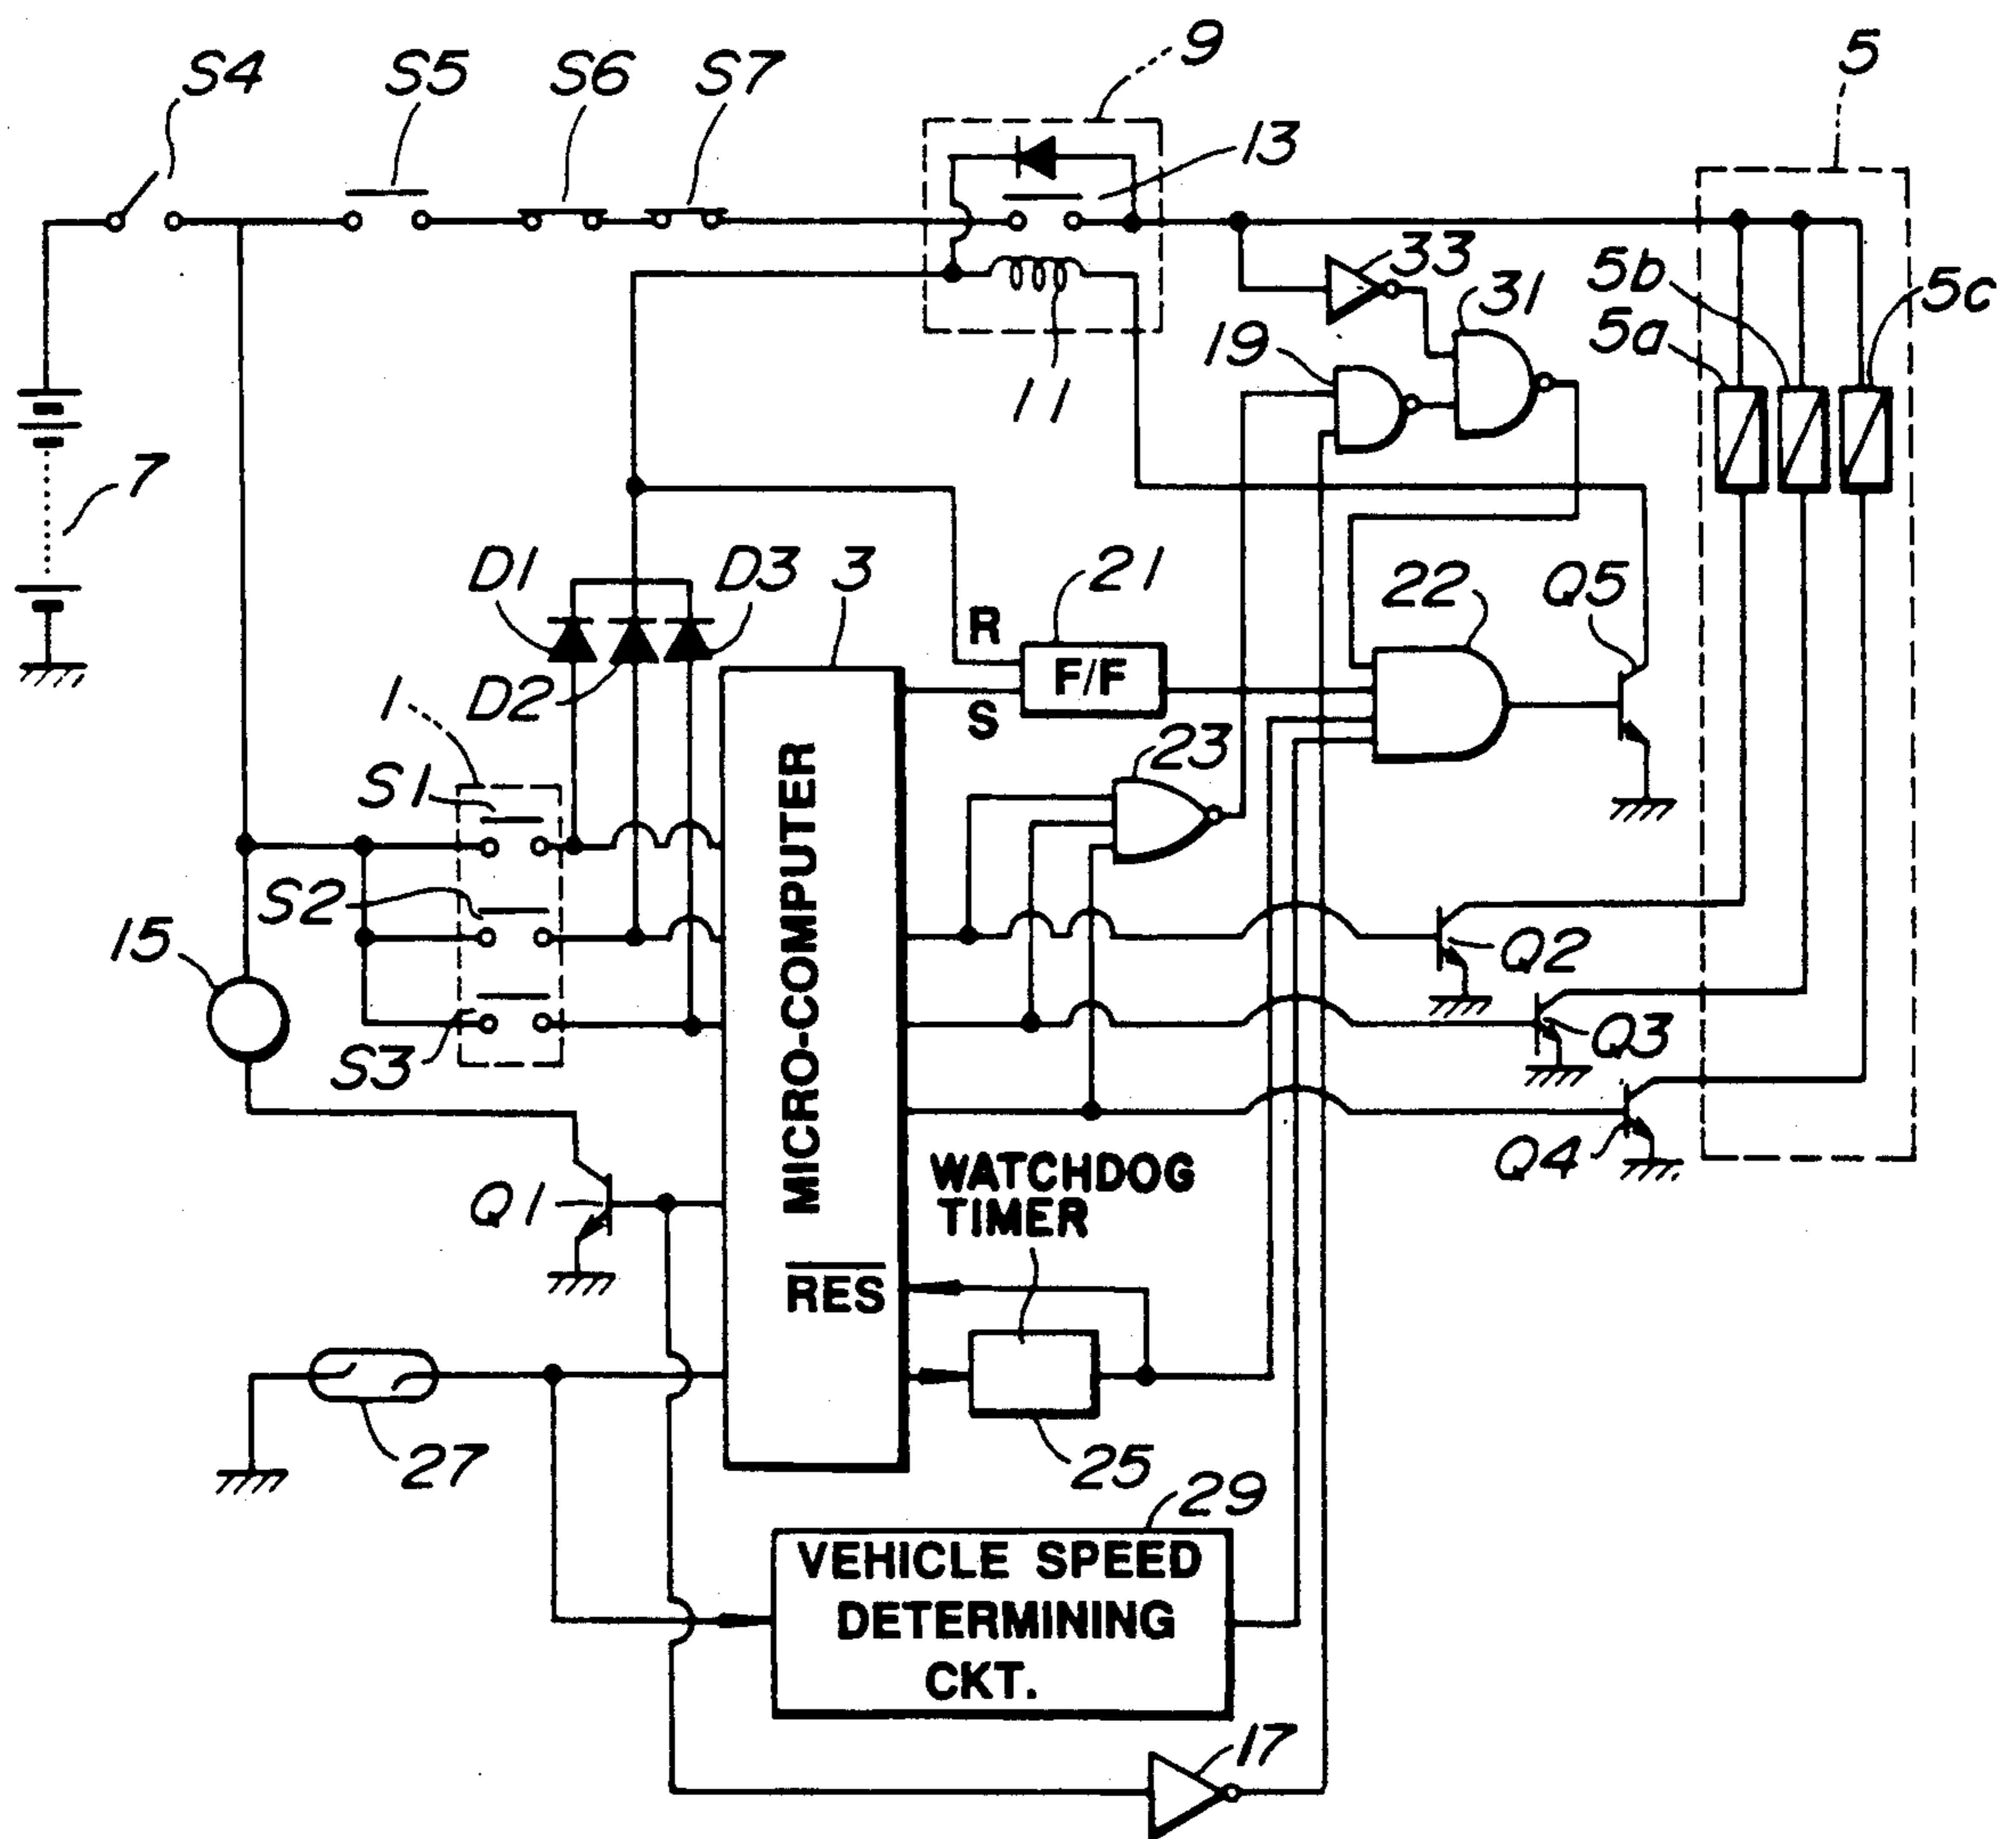 9
5
S4
S5
S6
S7
13
33
5b
31
5c
5a
19
11
7
D1
D3
3
21
22
Q5
R
F/F
D2
1
S
23
S1
MICRO-COMPUTER
S2
15
Q2
Q3
S3
Q4
WATCHDOG
TIMER
Q1
RES
27
25
29
VEHICLE SPEED
DETERMINING
CKT.
17